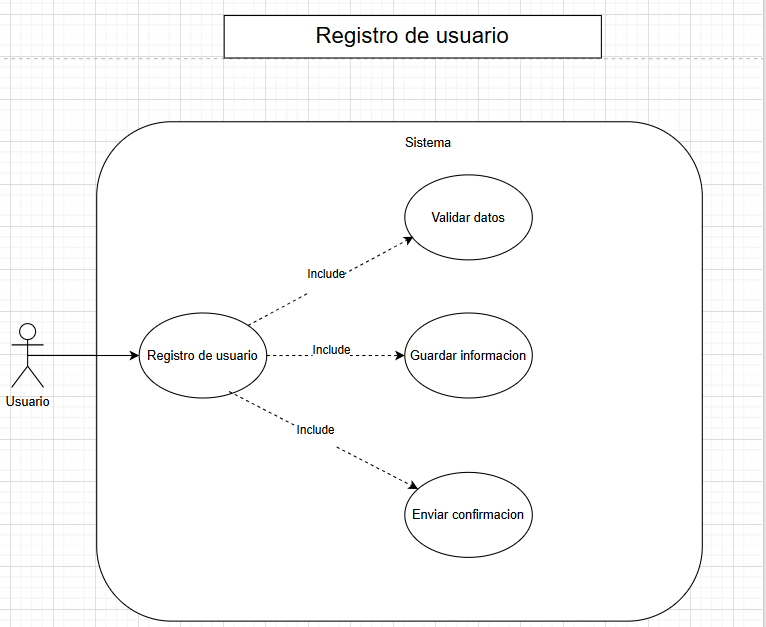 Registro de usuario
Sistema
Validar datos
Include
Registro de usuario
Include
Guardar informacion
Usuario
Include
Enviar confirmacion